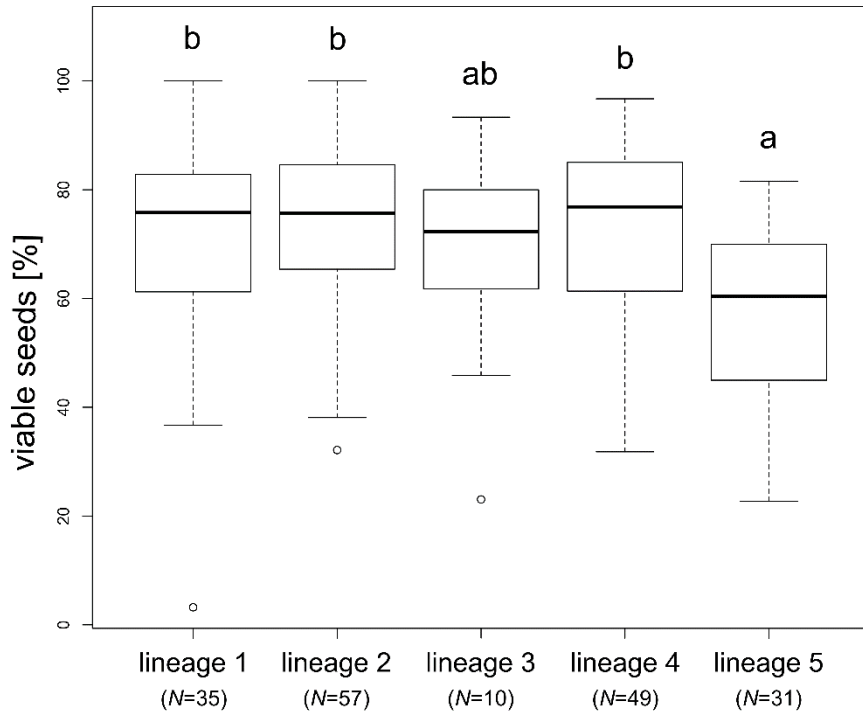 b b ab b a
viable seeds [%]
100
80
60
40
20
0
lineage 1 lineage 2 lineage 3 lineage 4 lineage 5
(N=35) (N=57) (N=10) (N=49) (N=31)